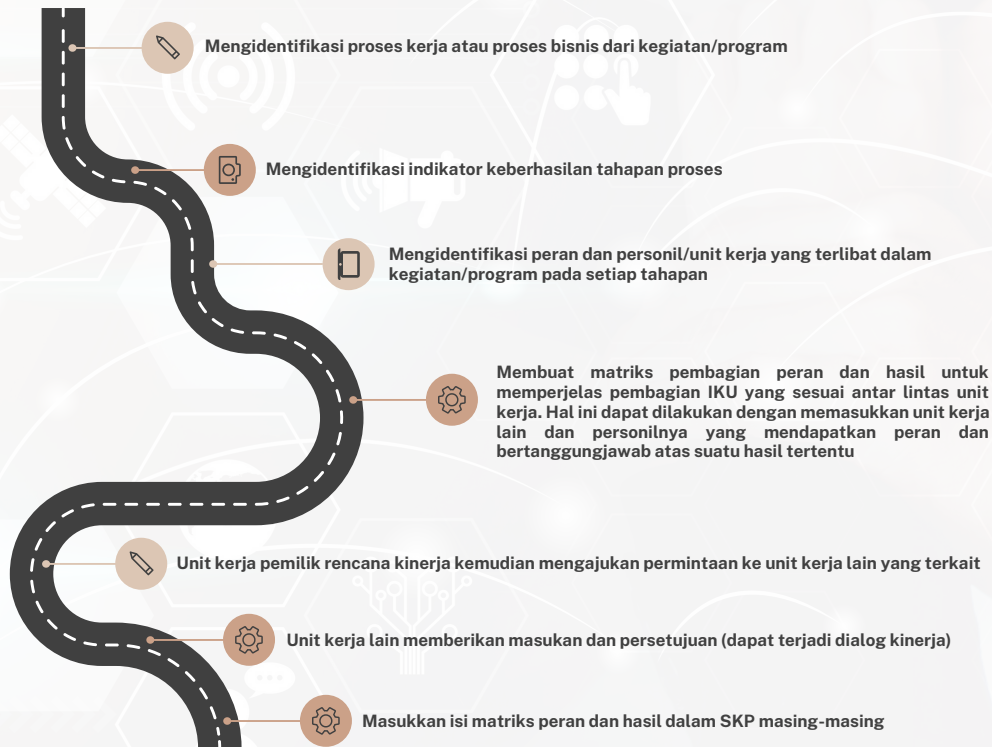 Mengidentifikasi proses kerja atau proses bisnis dari kegiatan/program
Mengidentifikasi indikator keberhasilan tahapan proses
Mengidentifikasi peran dan personil/unit kerja yang terlibat dalam
kegiatan/program pada setiap tahapan
Membuat matriks pembagian peran dan hasil untuk
memperjelas pembagian IKU yang sesuai antar lintas unit
kerja. Hal ini dapat dilakukan dengan memasukkan unit kerja
lain dan personilnya yang mendapatkan peran dan
bertanggungjawab atas suatu hasil tertentu
Unit kerja pemilik rencana kinerja kemudian mengajukan permintaan ke unit kerja lain yang terkait
Unit kerja lain memberikan masukan dan persetujuan (dapat terjadi dialog kinerja)
Masukkan isi matriks peran dan hasil dalam SKP masing-masing